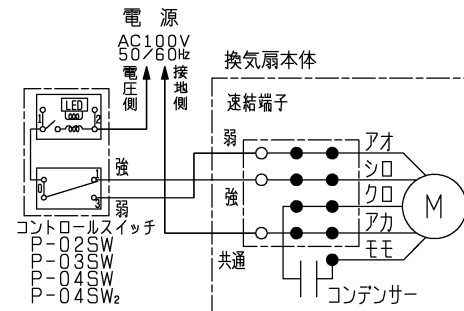 電源
AC100V
50/60Hz
電圧側
接地側
換気扇本体
速結端子
LED
1
2
弱
アオ
強
シロ
0
1
3
強
クロ
M
弱
アカ
コントロールスイッチ
共通
モモ
P-02SW
P-03SW
P-04SW
P-04SW₂
コンデンサー